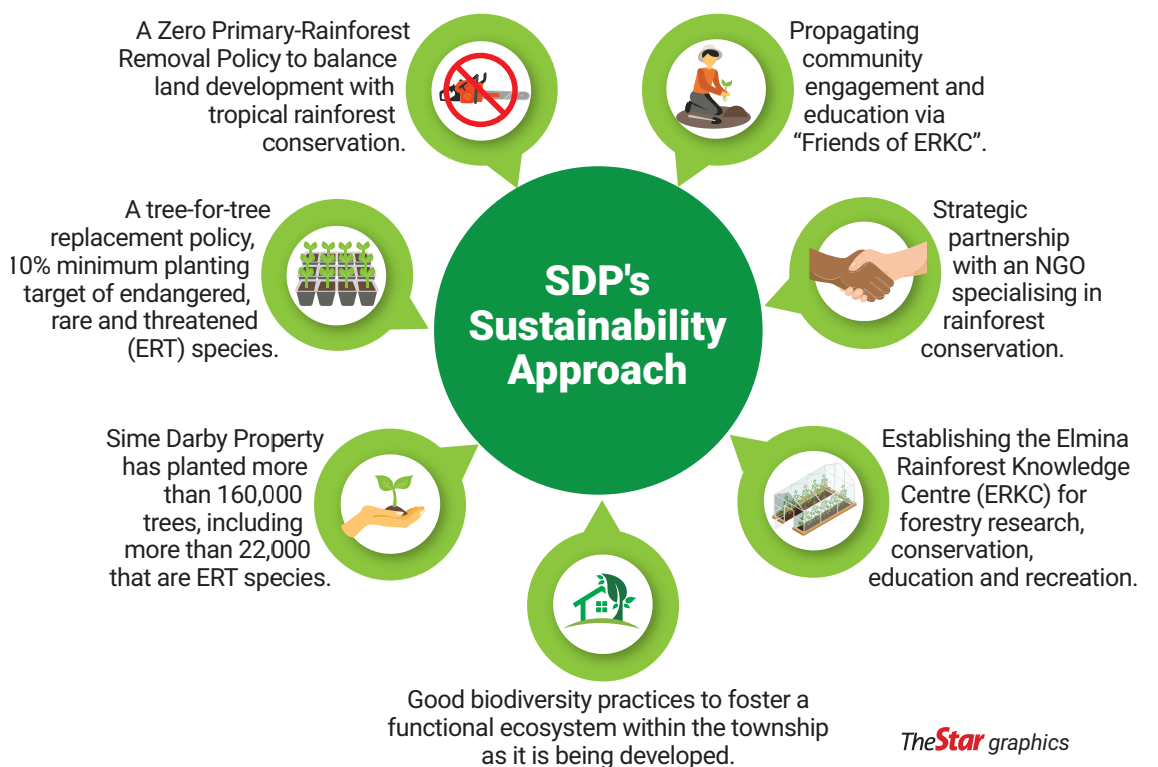 A Zero Primary-Rainforest
Removal Policy to balance
land development with
tropical rainforest
conservation.
Propagating
community
engagement and
education via
“Friends of ERKC”.
A tree-for-tree
replacement policy,
10% minimum planting
target of endangered,
rare and threatened
(ERT) species.
SDP's
Sustainability
Approach
Strategic
partnership
with an NGO
specialising in
rainforest
conservation.
Sime Darby Property
has planted more
than 160,000
trees, including
more than 22,000
that are ERT species.
Establishing the Elmina
Rainforest Knowledge
Centre (ERKC) for
forestry research,
conservation,
education and recreation.
Good biodiversity practices to foster a
functional ecosystem within the township
as it is being developed.
TheStar graphics